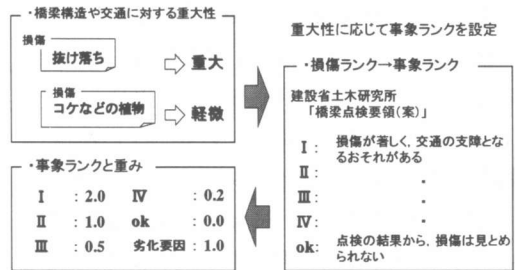 ・橋梁構造や交通に対する重大性
損傷
抜け落ち
重大
損傷
コケなどの植物
軽微
重大性に応じて事象ランクを設定
・損傷ランク→事象ランク
建設省土木研究所
「橋梁点検要領(案)」
I： 損傷が著しく、交通の支障とな
るおそれがある
II：
・
III：
・
IV：
・
ok： 点検の結果から、損傷は見とめ
られない
・事象ランクと重み
I : 2.0 IV : 0.2
II : 1.0 ok : 0.0
III : 0.5 劣化要因 : 1.0